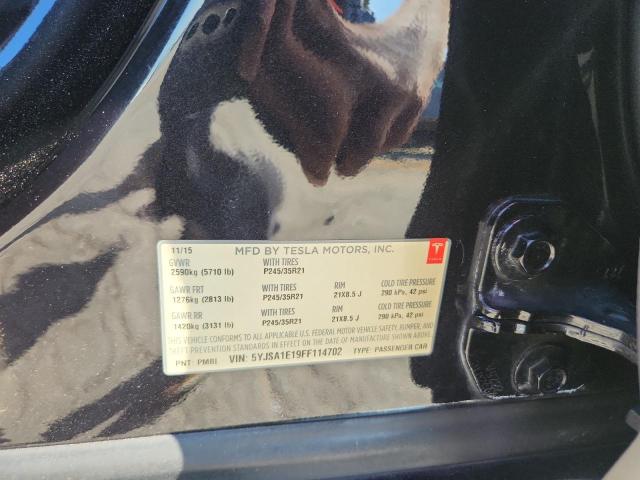 11/15 MFD BY TESLA MOTORS, INC.
GVWR WITH TIRES
2590kg (5710 lb) P245/35R21
GAWR FRT WITH TIRES RIM COLD TIRE PRESSURE
1276kg (2813 lb) P245/35R21 21X8.5 J 290 kPa, 42 psi
GAWR RR WITH TIRES RIM COLD TIRE PRESSURE
1420kg (3131 lb) P245/35R21 21X8.5 J 290 kPa, 42 psi
THIS VEHICLE CONFORMS TO ALL APPLICABLE U.S. FEDERAL MOTOR VEHICLE SAFETY, BUMPER, AND
THEFT PREVENTION STANDARDS IN EFFECT ON THE DATE OF MANUFACTURE SHOWN ABOVE.
PNT: PMBL VIN: 5YJSA1E19FF114702 TYPE: PASSENGER CAR